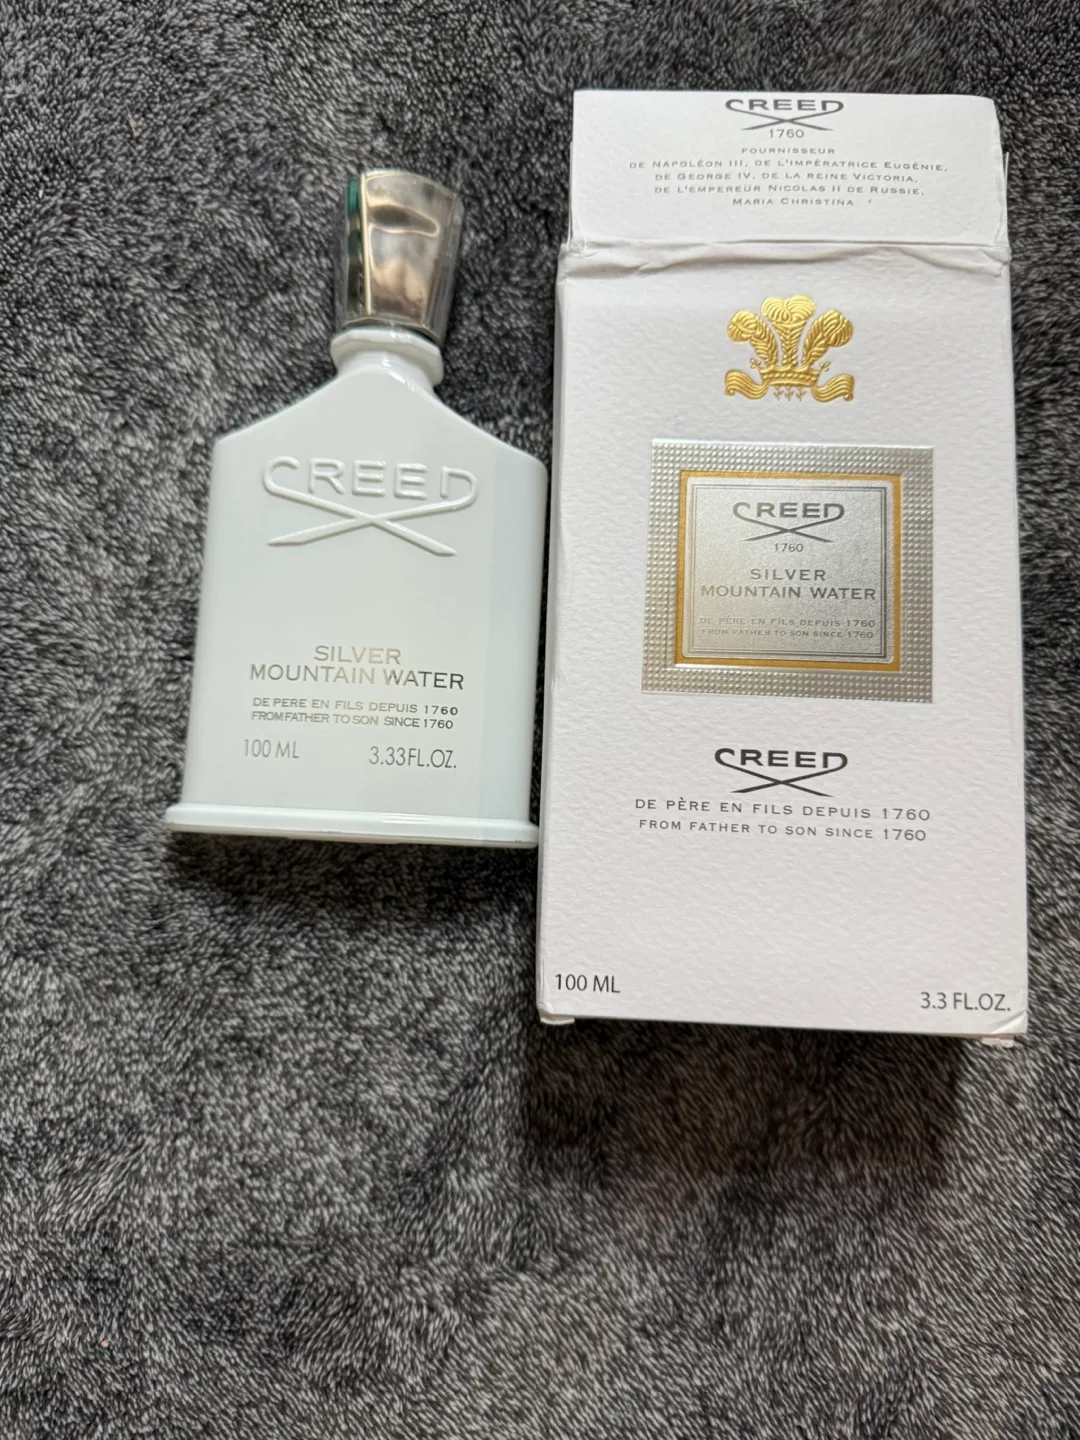 CREED
SILVER
MOUNTAIN WATER
DE PERE EN FILS DEPUIS 1760
FROM FATHER TO SON SINCE 1760
100 ML 3.33FL.OZ.
CREED
1760
FOURNISSEUR
DE NAPOLÉON III, DE L'IMPÉRATRICE EUGÉNIE,
DE GEORGE IV, DE LA REINE VICTORIA,
DE L'EMPEREUR NICOLAS II DE RUSSIE,
MARIA CHRISTINA
CREED
1760
SILVER
MOUNTAIN WATER
DE PÈRE EN FILS DEPUIS 1760
FROM FATHER TO SON SINCE 1760
CREED
DE PÈRE EN FILS DEPUIS 1760
FROM FATHER TO SON SINCE 1760
100 ML 3.3 FL.OZ.